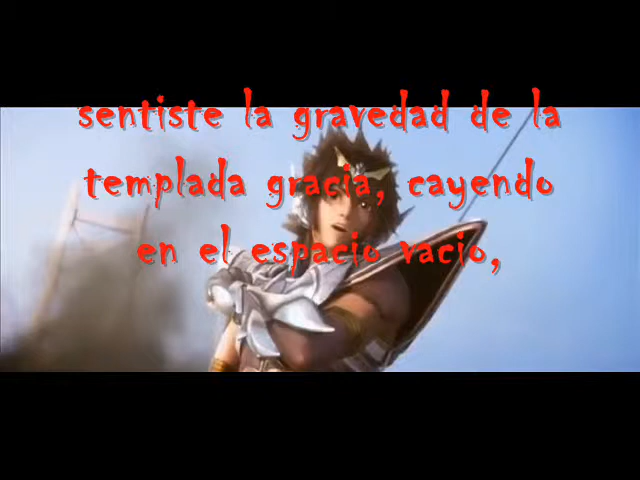 sentiste la gravedad de la
templada gracia, cayendo
en el espacio vacio,